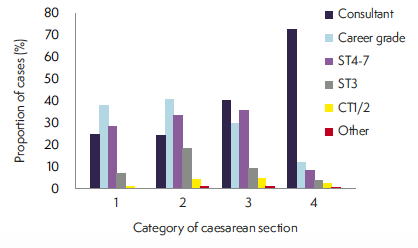 Proportion of cases (%)
80
70
60
50
40
30
20
10
0
1 2 3 4
Category of caesarean section
Consultant
Career grade
ST4-7
ST3
CT1/2
Other